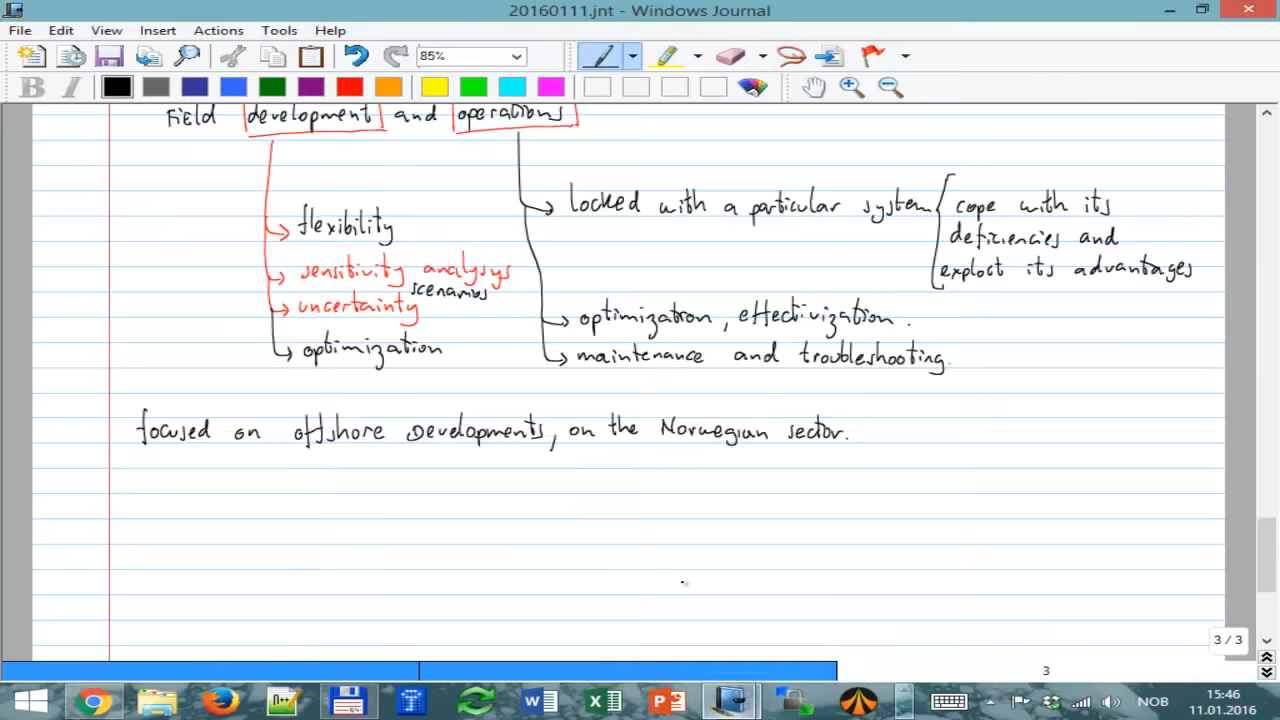 20160111.jnt - Windows Journal
File Edit View Insert Actions Tools Help
85%
B I
Field development and operations
locked with a particular system
cope with its
deficiencies and
exploct its advantages
flexibility
sensitivity analysys
scenarios
uncertainty
optimization
optimization, effectivization.
maintenance and troubleshooting.
focused on offshore Developments, on the Norwegian sector.
3 / 3
3
NOB
15:46
11.01.2016